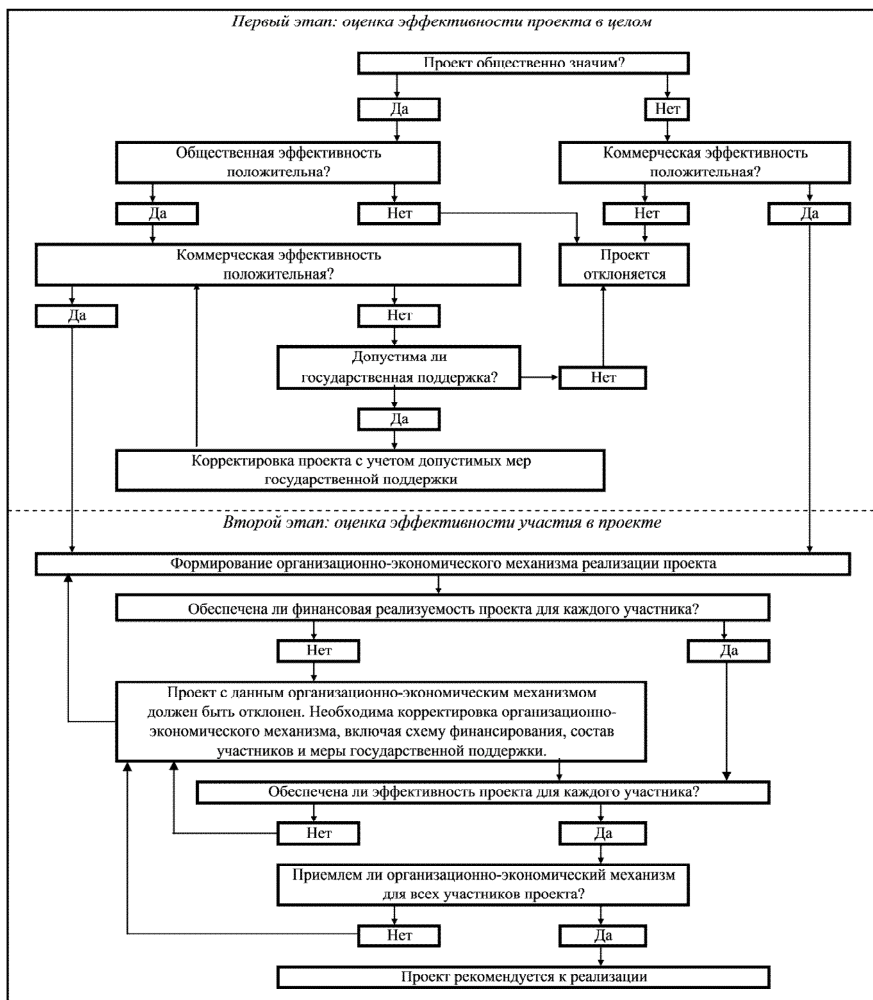 Первый этап: оценка эффективности проекта в целом
Проект общественно значим?
Да
Нет
Общественная эффективность
положительна?
Коммерческая эффективность
положительная?
Да
Нет
Нет
Да
Коммерческая эффективность
положительная?
Проект
отклоняется
Да
Нет
Допустима ли
государственная поддержка?
Нет
Да
Корректировка проекта с учетом допустимых мер
государственной поддержки
Второй этап: оценка эффективности участия в проекте
Формирование организационно-экономического механизма реализации проекта
Обеспечена ли финансовая реализуемость проекта для каждого участника?
Нет
Да
Проект с данным организационно-экономическим механизмом
должен быть отклонен. Необходима корректировка организационно-
экономического механизма, включая схему финансирования, состав
участников и меры государственной поддержки.
Обеспечена ли эффективность проекта для каждого участника?
Нет
Да
Приемлем ли организационно-экономический механизм
для всех участников проекта?
Нет
Да
Проект рекомендуется к реализации